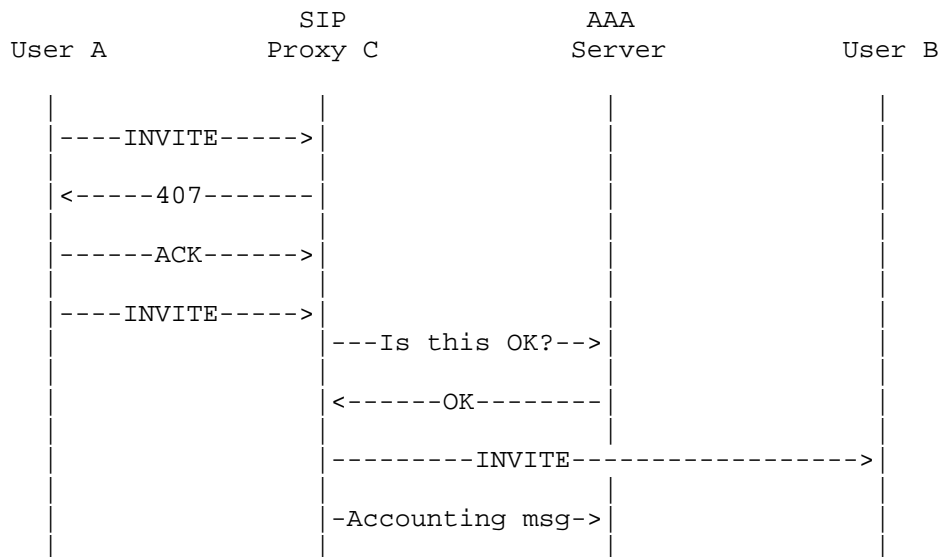 SIP AAA
User A Proxy C Server User B
----INVITE----->
<-----407-------
------ACK------>
----INVITE----->
---Is this OK?-->
<------OK--------
---------INVITE----------------->
-Accounting msg->